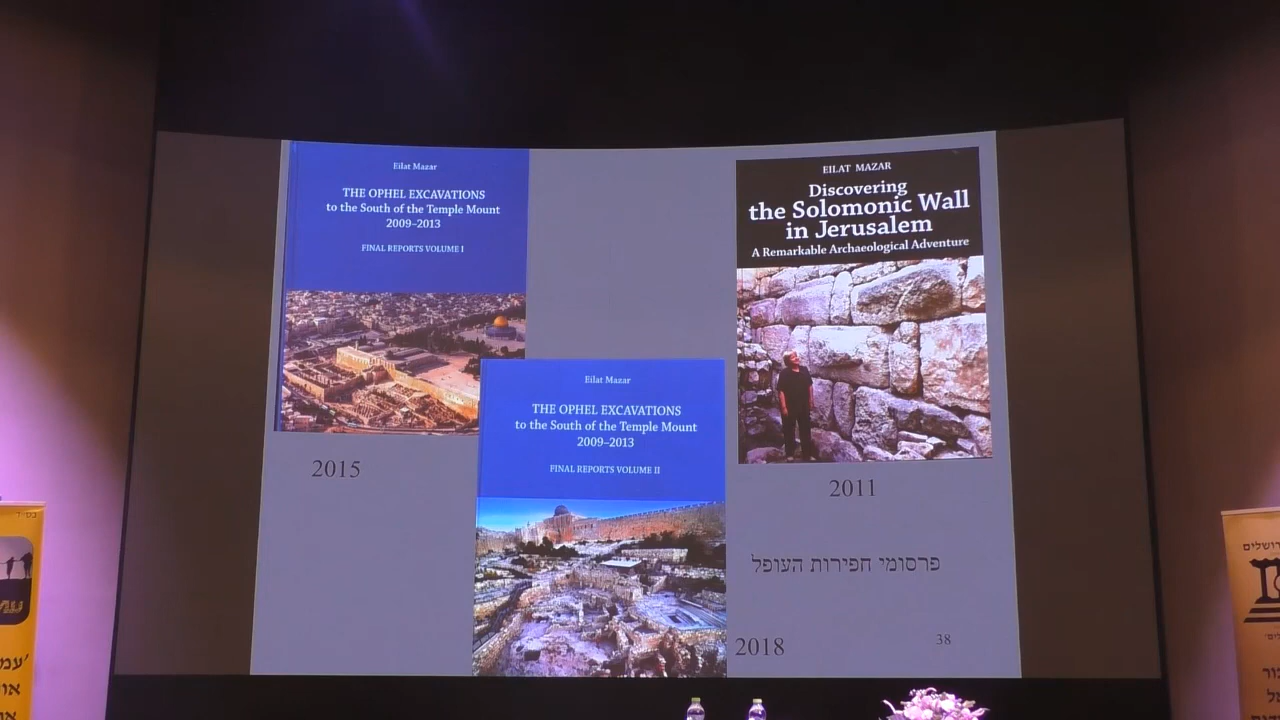 Eilat Mazar
THE OPHEL EXCAVATIONS
to the South of the Temple Mount
2009–2013
FINAL REPORTS VOLUME I
2015
Eilat Mazar
THE OPHEL EXCAVATIONS
to the South of the Temple Mount
2009–2013
FINAL REPORTS VOLUME II
2018
EILAT MAZAR
Discovering
the Solomonic Wall
in Jerusalem
A Remarkable Archaeological Adventure
2011
פרסומי חפירות העופל
38